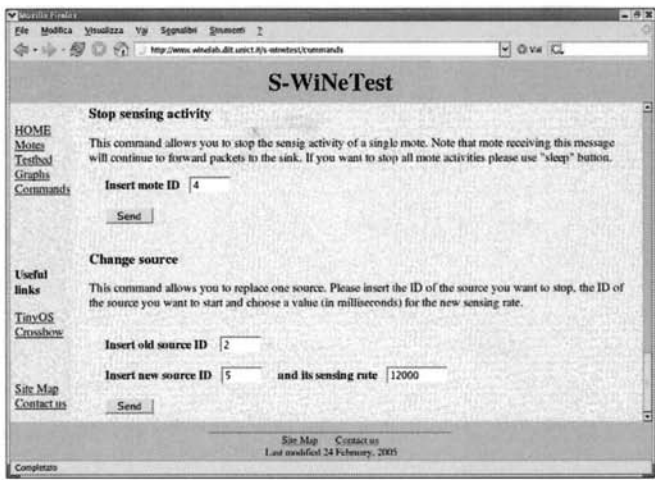 Mozilla Firefox
File Modifica Visualizza Vai Segnalibri Strumenti ?
http://www.winelab.diit.unict.it/s-winetest/commands Vai
S-WiNeTest
HOME
Motes
Testbed
Graphs
Commands
Useful
links
TinyOS
Crossbow
Site Map
Contact us
Stop sensing activity
This command allows you to stop the sensig activity of a single mote. Note that mote receiving this message
will continue to forward packets to the sink. If you want to stop all mote activities please use "sleep" button.
Insert mote ID 4
Send
Change source
This command allows you to replace one source. Please insert the ID of the source you want to stop, the ID of
the source you want to start and choose a value (in milliseconds) for the new sensing rate.
Insert old source ID 2
Insert new source ID 5 and its sensing rate 12000
Send
Site Map Contact us
Last modified 24 February, 2005
Completato